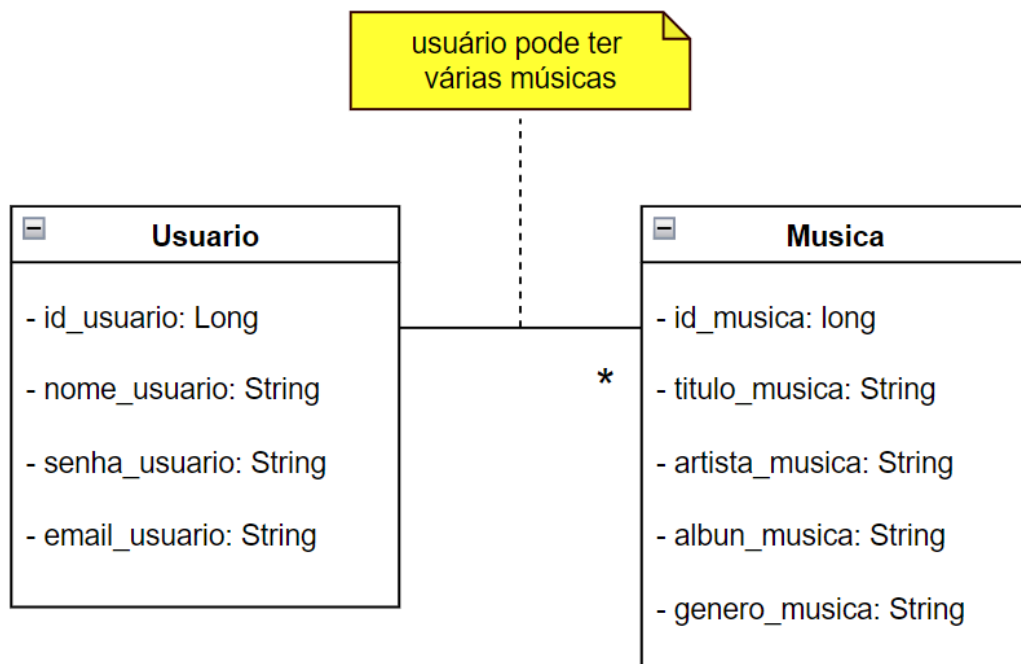 usuário pode ter
várias músicas
Usuario
- id_usuario: Long
- nome_usuario: String
- senha_usuario: String
- email_usuario: String
*
Musica
- id_musica: long
- titulo_musica: String
- artista_musica: String
- albun_musica: String
- genero_musica: String